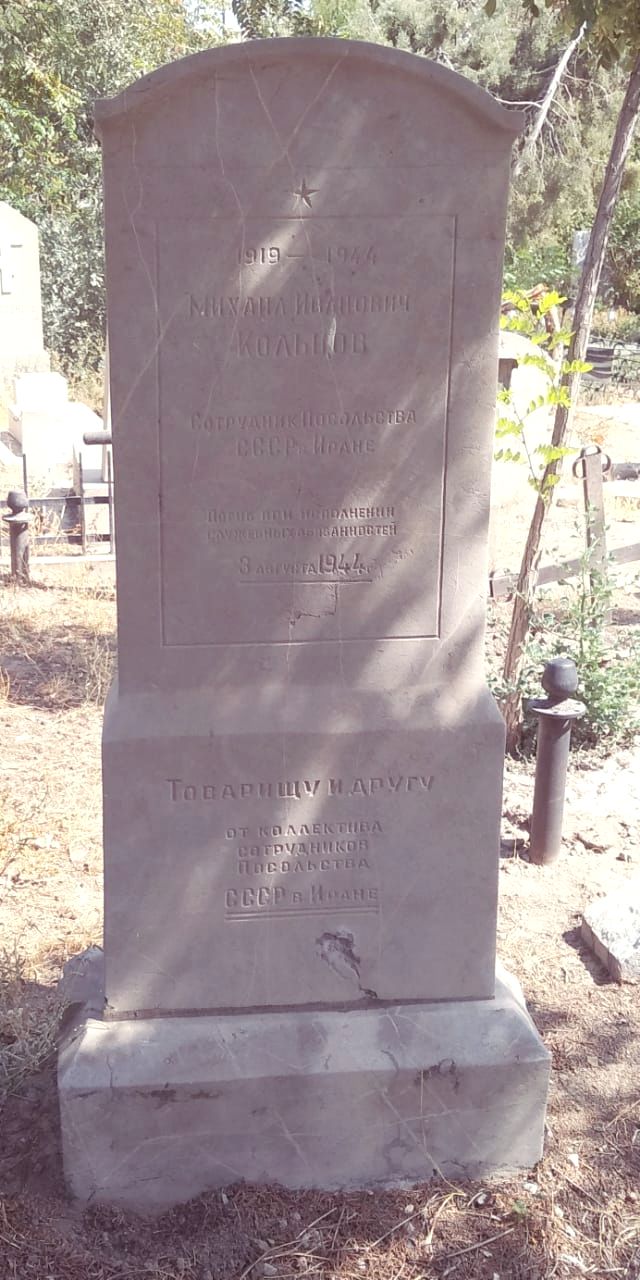 1919 — 1944
Михаил Иванович
Кольцов
Сотрудник Посольства
СССР в Иране
Погиб при исполнении
служебных обязанностей
3 августа 1944 г.
Товарищу и другу
от коллектива
сотрудников
Посольства
СССР в Иране